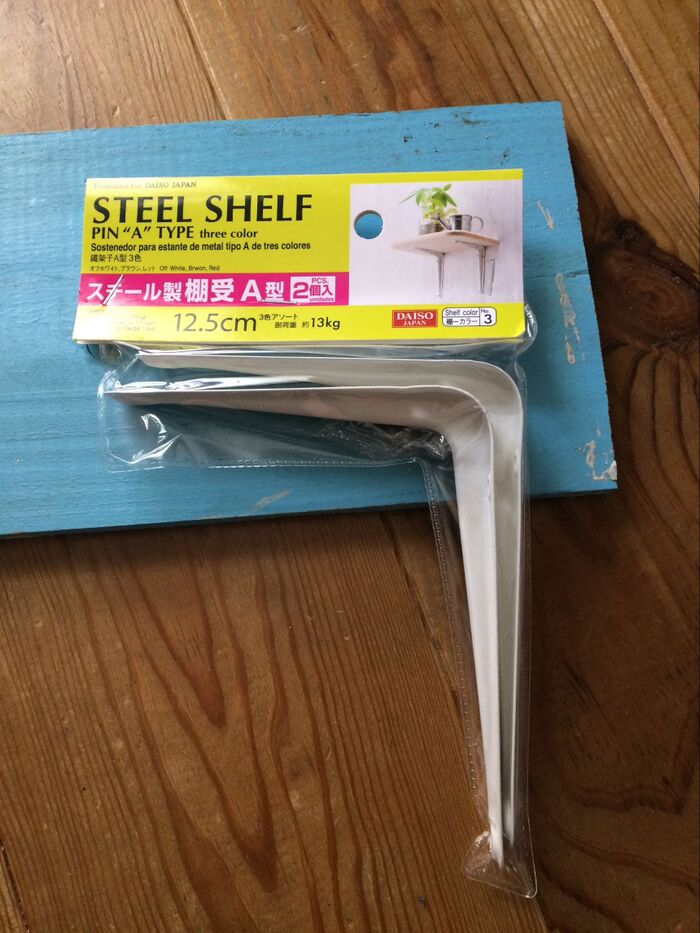 Produced for DAISO JAPAN
STEEL SHELF
PIN "A" TYPE three color
Sostenedor para estante de metal tipo A de tres colores
鐵架子A型 3色
オフホワイト,ブラウン,レッド Off White, Brwon, Red
スチール製棚受 A型
2個入
PCS.
unidades
12.5cm
3色アソート
耐荷重 約13kg
DAISO
JAPAN
Shelf color
棚一カラー
No.
3